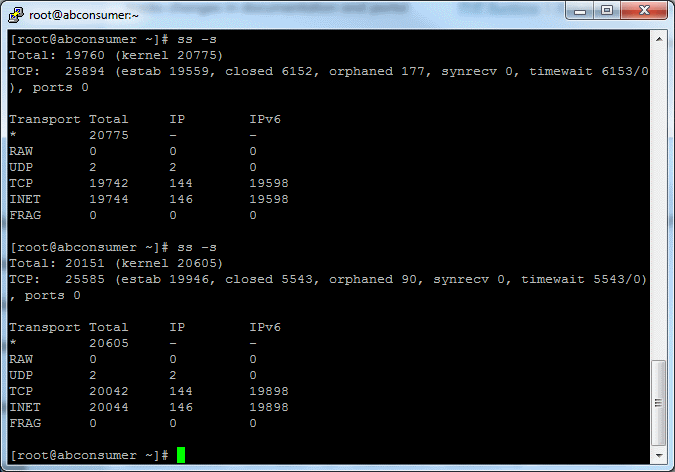 root@abconsumer:~
[root@abconsumer ~]# ss -s
Total: 19760 (kernel 20775)
TCP:   25894 (estab 19559, closed 6152, orphaned 177, synrecv 0, timewait 6153/0
), ports 0

Transport Total     IP        IPv6
*         20775     -         -
RAW       0         0         0
UDP       2         2         0
TCP       19742     144       19598
INET      19744     146       19598
FRAG      0         0         0

[root@abconsumer ~]# ss -s
Total: 20151 (kernel 20605)
TCP:   25585 (estab 19946, closed 5543, orphaned 90, synrecv 0, timewait 5543/0)
, ports 0

Transport Total     IP        IPv6
*         20605     -         -
RAW       0         0         0
UDP       2         2         0
TCP       20042     144       19898
INET      20044     146       19898
FRAG      0         0         0

[root@abconsumer ~]#